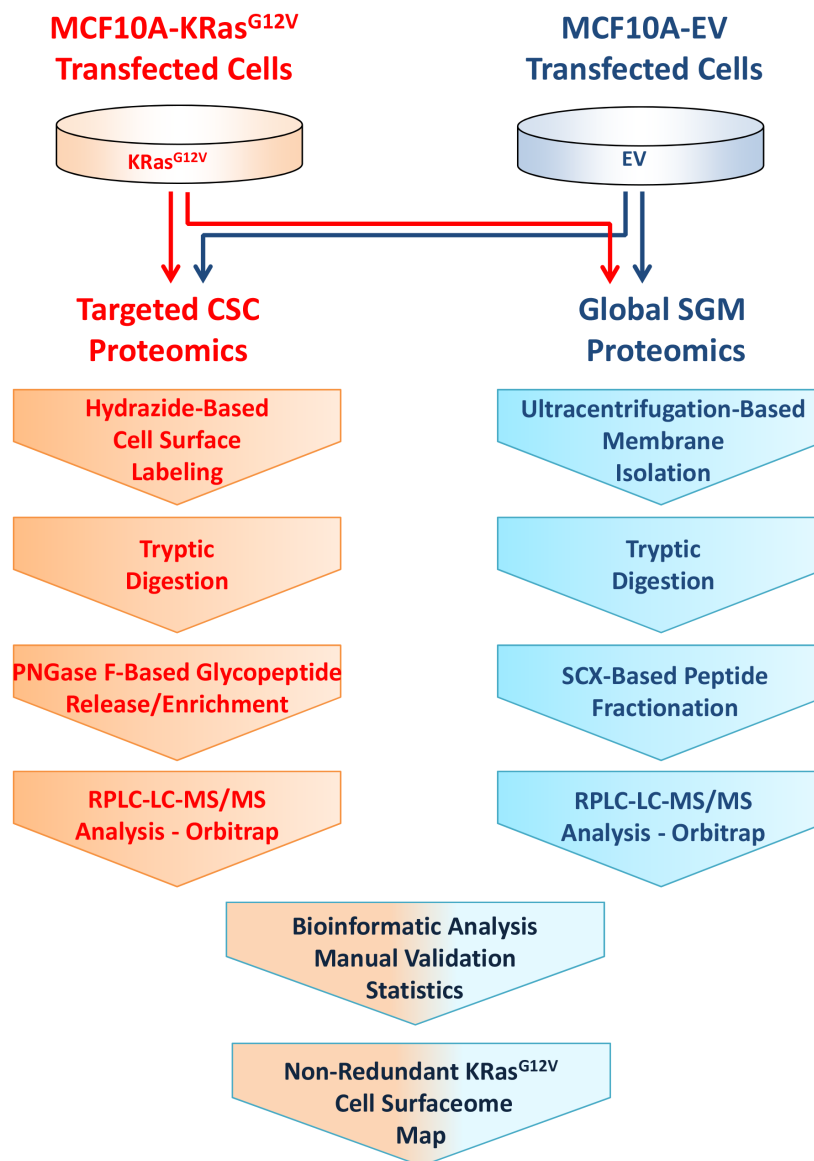 MCF10A-KRasG12V
Transfected Cells
MCF10A-EV
Transfected Cells
KRasG12V
EV
Targeted CSC
Proteomics
Global SGM
Proteomics
Hydrazide-Based
Cell Surface
Labeling
Ultracentrifugation-Based
Membrane
Isolation
Tryptic
Digestion
Tryptic
Digestion
PNGase F-Based Glycopeptide
Release/Enrichment
SCX-Based Peptide
Fractionation
RPLC-LC-MS/MS
Analysis - Orbitrap
RPLC-LC-MS/MS
Analysis - Orbitrap
Bioinformatic Analysis
Manual Validation
Statistics
Non-Redundant KRasG12V
Cell Surfaceome
Map